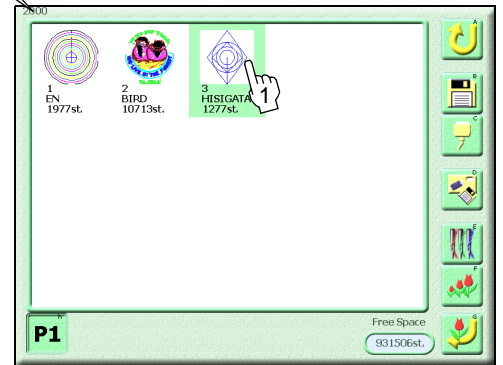 2000
1
EN
1977st.
2
BIRD
10713st.
3
HISIGATA
1277st.
1
A
B
C
D
E
F
G
P1
Free Space
931506st.